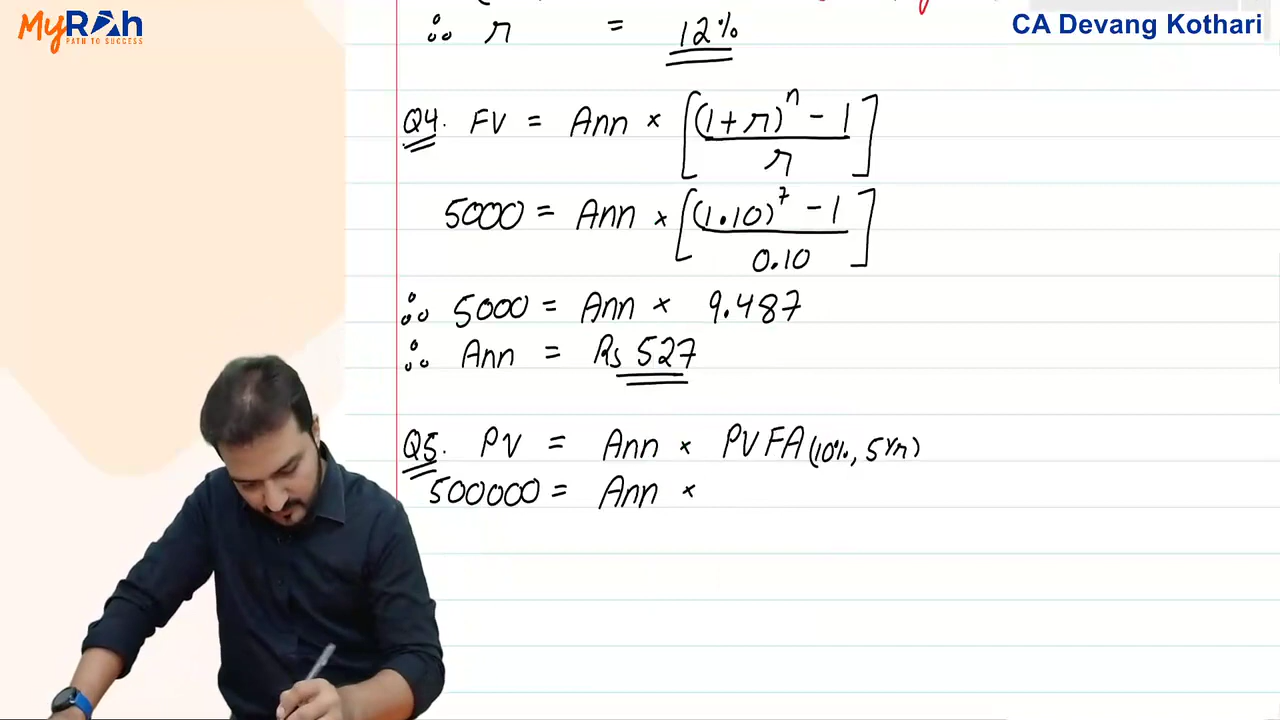 MyRAh
PATH TO SUCCESS
CA Devang Kothari
∴ r = 12%
Q4. FV = Ann × [((1+r)^n - 1)/r]
5000 = Ann × [((1.10)^7 - 1)/0.10]
∴ 5000 = Ann × 9.487
∴ Ann = Rs 527
Q5. PV = Ann × PVFA (10%, 5Yr)
500000 = Ann ×